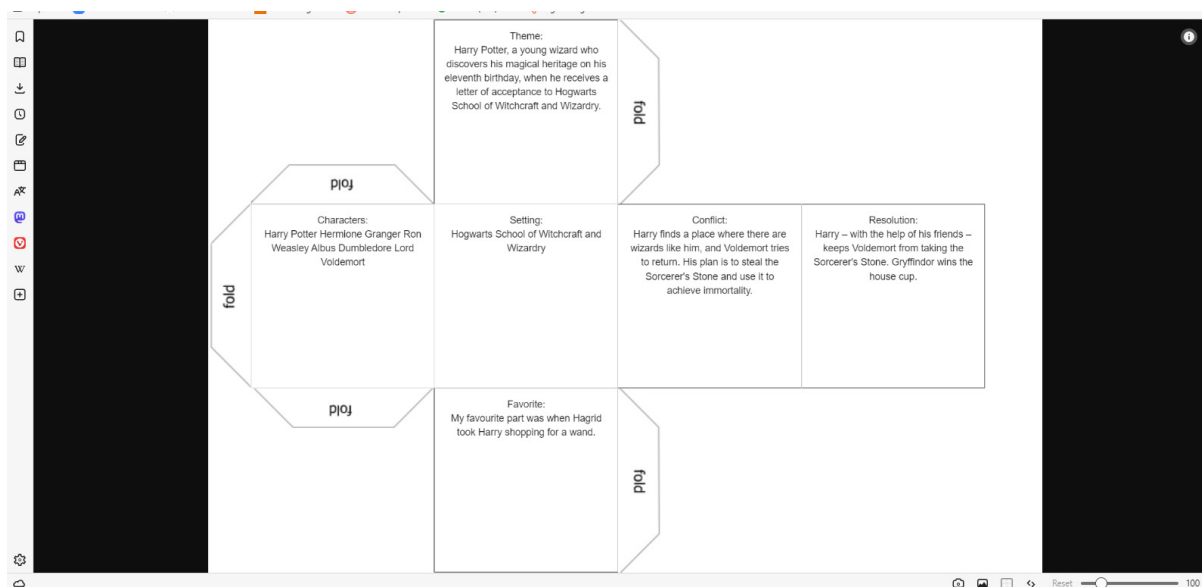 Theme:
Harry Potter, a young wizard who
discovers his magical heritage on his
eleventh birthday, when he receives a
letter of acceptance to Hogwarts
School of Witchcraft and Wizardry.
fold
fold
Characters:
Harry Potter Hermione Granger Ron
Weasley Albus Dumbledore Lord
Voldemort
fold
Setting:
Hogwarts School of Witchcraft and
Wizardry
Conflict:
Harry finds a place where there are
wizards like him, and Voldemort tries
to return. His plan is to steal the
Sorcerer's Stone and use it to
achieve immortality.
Resolution:
Harry – with the help of his friends –
keeps Voldemort from taking the
Sorcerer's Stone. Gryffindor wins the
house cup.
fold
Favorite:
My favourite part was when Hagrid
took Harry shopping for a wand.
fold
Reset
100